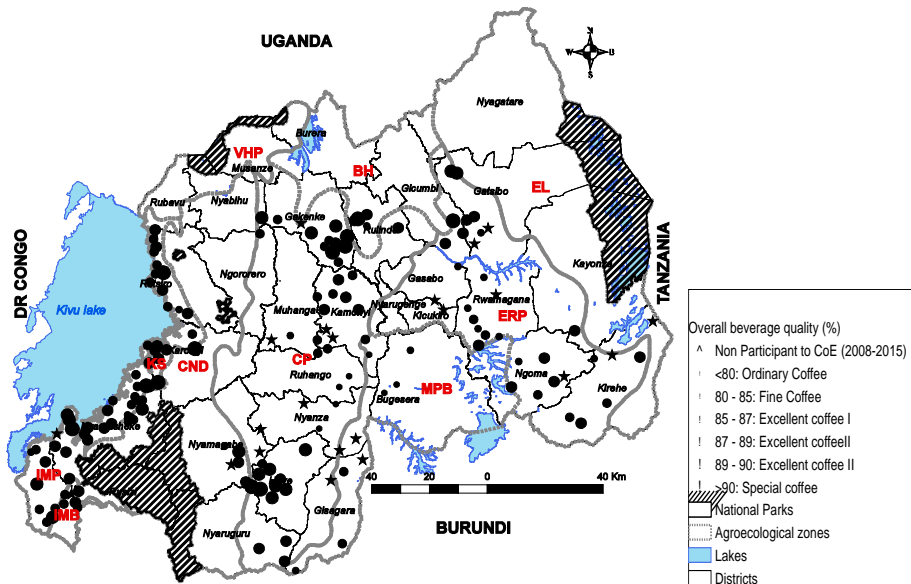 UGANDA
N
W
S
Nyagatare
Burera
VHP
Musanze
BH
Gicumbi
Gatsibo
EL
Rubavu
Nyabihu
Gakenke
Rulindo
DR CONGO
TANZANIA
Kayonza
Kivu lake
Ngororero
Gasabo
Rwamagana
Muhanga
Kamonyi
Nyarugenge
Kicukiro
ERP
KS
CND
CP
Ruhango
MPB
Ngoma
Kirehe
Bugesera
Nyanza
Nyamagabe
IMP
IMB
Nyaruguru
Gisagara
40 0 40 Km
BURUNDI
Overall beverage quality (%)
^ Non Participant to CoE (2008-2015)
! <80: Ordinary Coffee
! 80 - 85: Fine Coffee
! 85 - 87: Excellent coffee I
! 87 - 89: Excellent coffeeII
! 89 - 90: Excellent coffee II
! >90: Special coffee
National Parks
Agroecological zones
Lakes
Districts